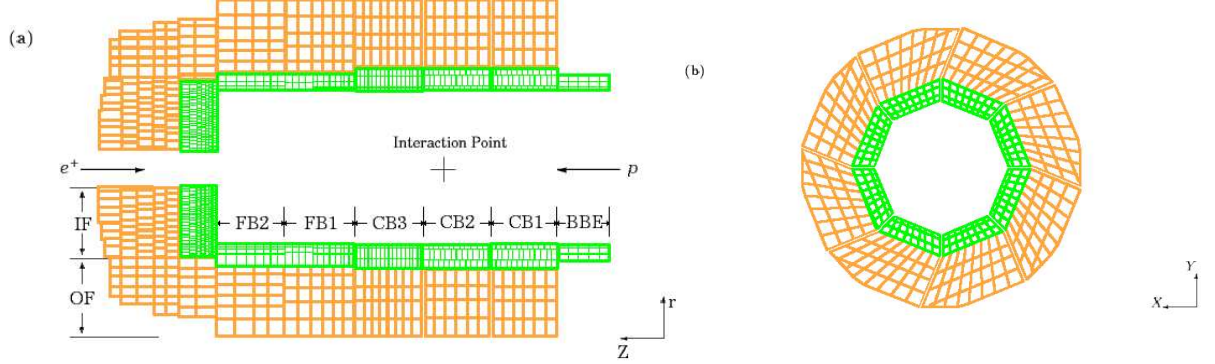 (a)
Interaction Point
e+ p
IF FB2 FB1 CB3 CB2 CB1 BBE
OF
r
Z
(b)
Y
X